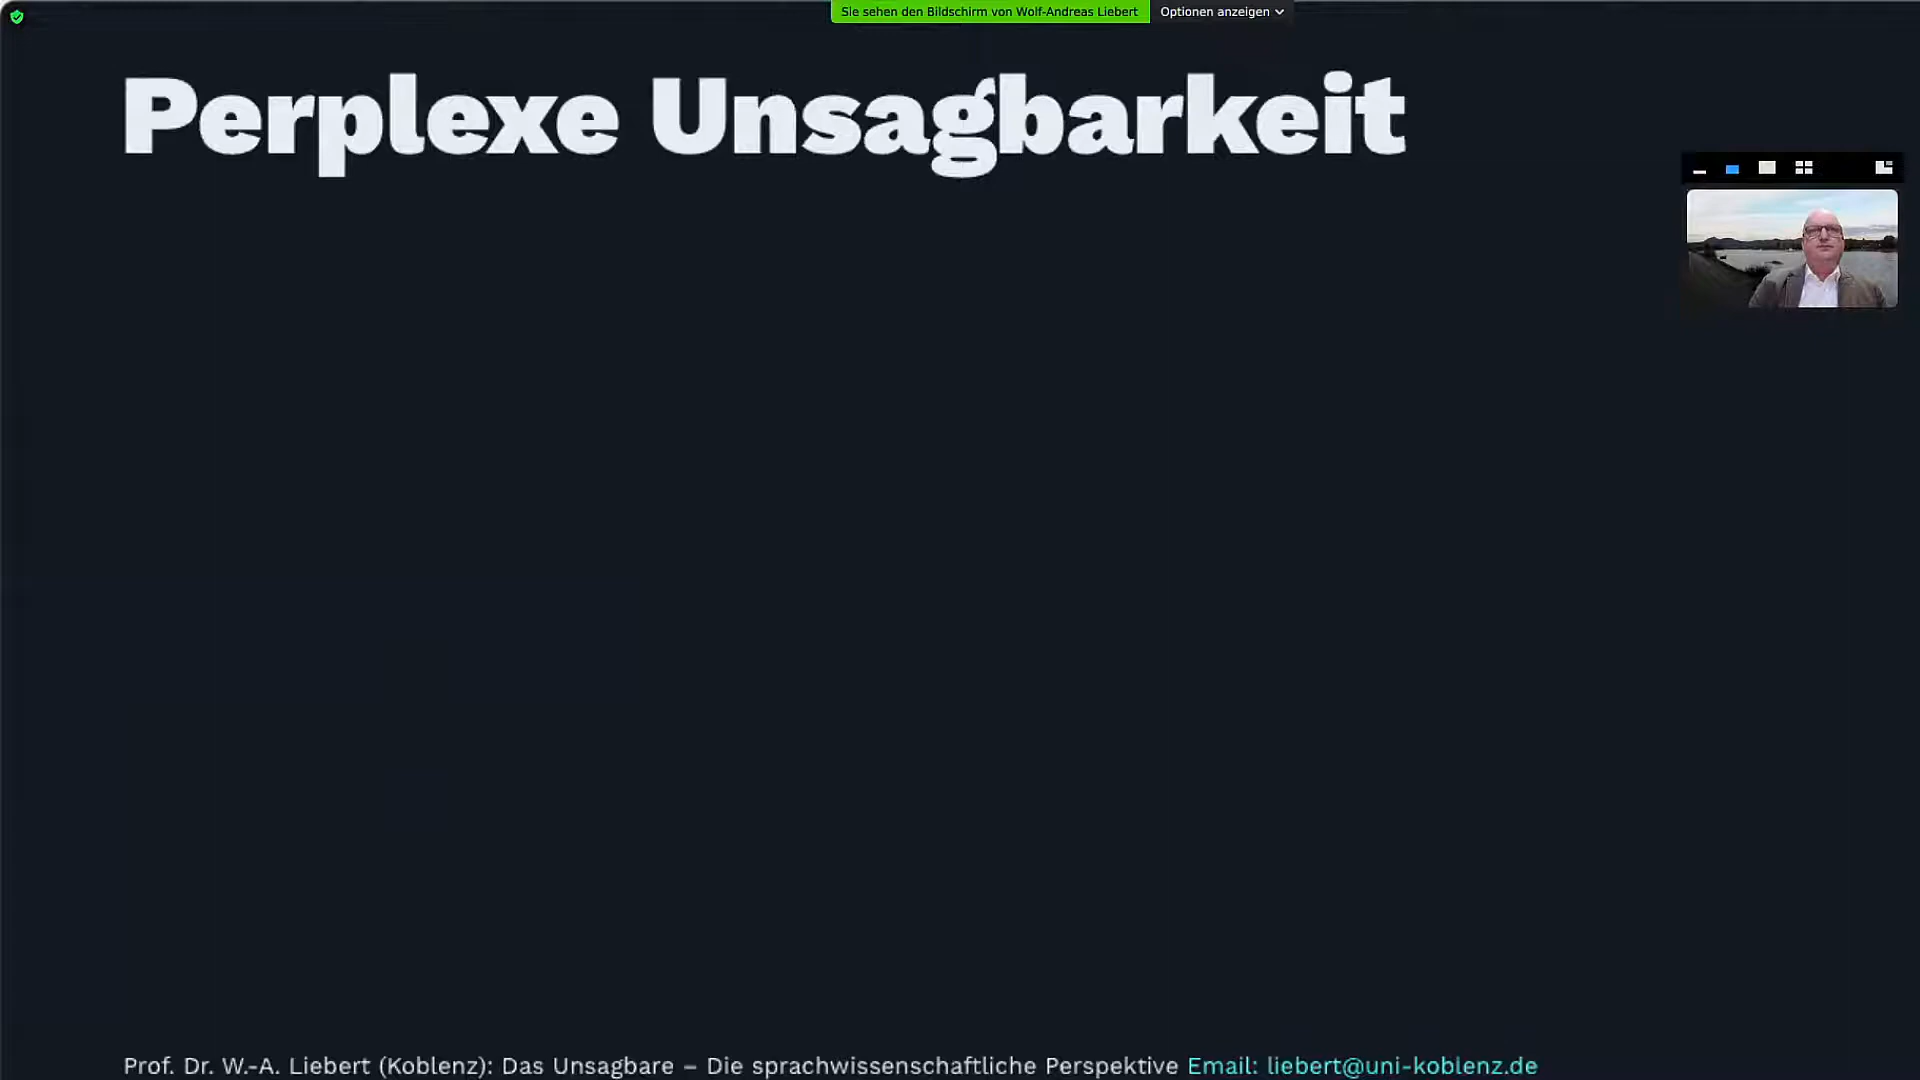 Sie sehen den Bildschirm von Wolf-Andreas Liebert Optionen anzeigen
Perplexe Unsagbarkeit
Prof. Dr. W.-A. Liebert (Koblenz): Das Unsagbare – Die sprachwissenschaftliche Perspektive Email: liebert@uni-koblenz.de